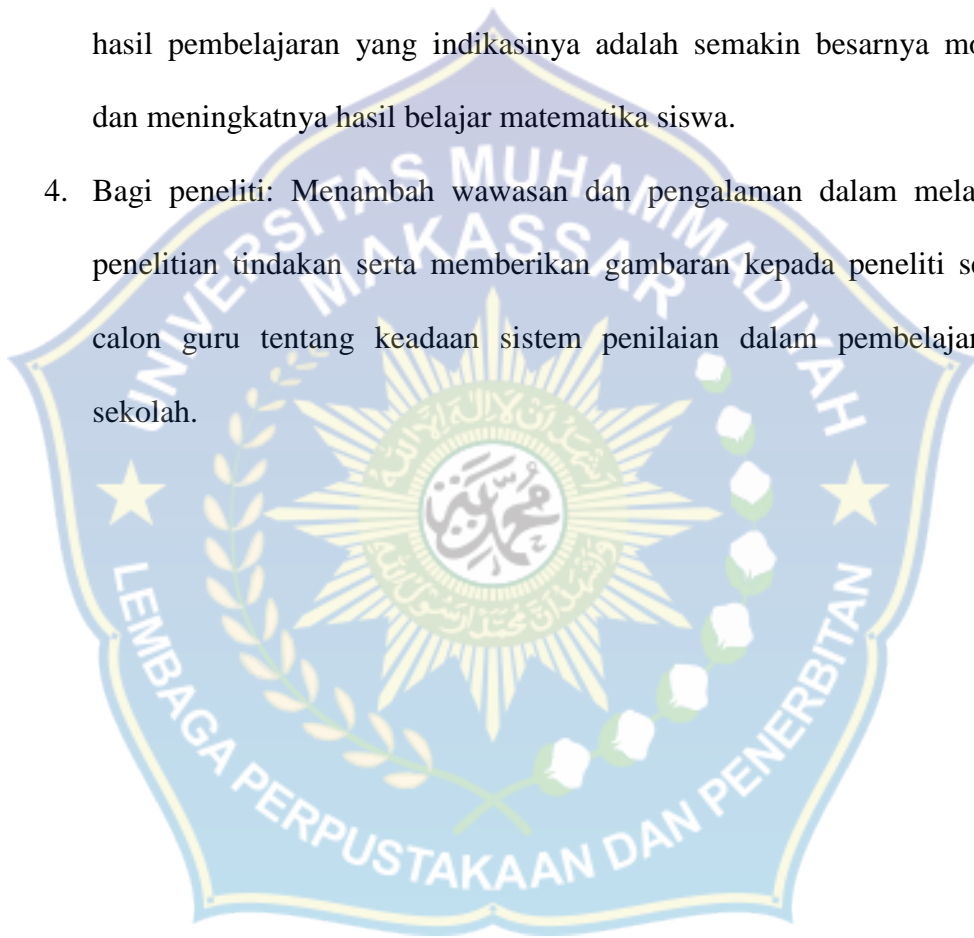 hasil pembelajaran yang indikasinya adalah semakin besarnya
dan meningkatnya hasil belajar matematika siswa.
4. Bagi peneliti: Menambah wawasan dan pengalaman dalam
penelitian tindakan serta memberikan gambaran kepada peneliti
calon guru tentang keadaan sistem penilaian dalam
sekolah.
UNIVERSITAS MUHAMMADIYAH
MAKASSAR
LEMBAGA PERPUSTAKAAN DAN PENERBITAN